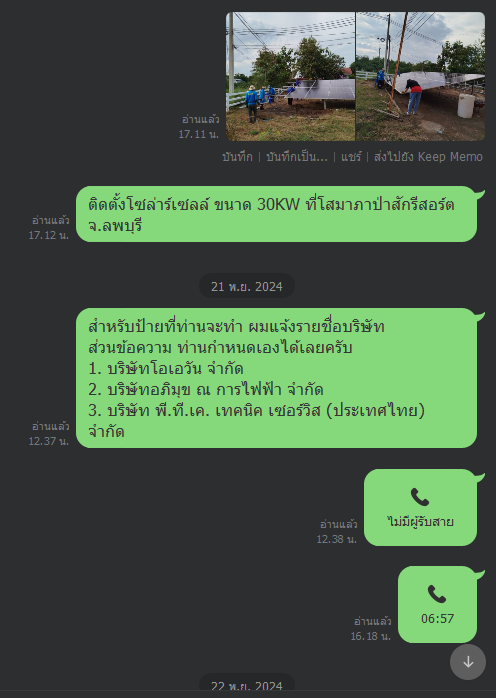 อ่านแล้ว
17.11 น.
บันทึก | บันทึกเป็น... | แชร์ | ส่งไปยัง Keep Memo
ติดตั้งโซล่าร์เซลล์ ขนาด 30KW ที่โสมาภาป่าสักรีสอร์ต
จ.ลพบุรี
อ่านแล้ว
17.12 น.
21 พ.ย. 2024
สำหรับป้ายที่ท่านจะทำ ผมแจ้งรายชื่อบริษัท
ส่วนข้อความ ท่านกำหนดเองได้เลยครับ
1. บริษัทโอเอวัน จำกัด
2. บริษัทอภิมุข ณ การไฟฟ้า จำกัด
3. บริษัท พี.ที.เค. เทคนิค เซอร์วิส (ประเทศไทย)
จำกัด
อ่านแล้ว
12.37 น.
ไม่มีผู้รับสาย
อ่านแล้ว
12.38 น.
06:57
อ่านแล้ว
16.18 น.
22 พ.ย. 2024